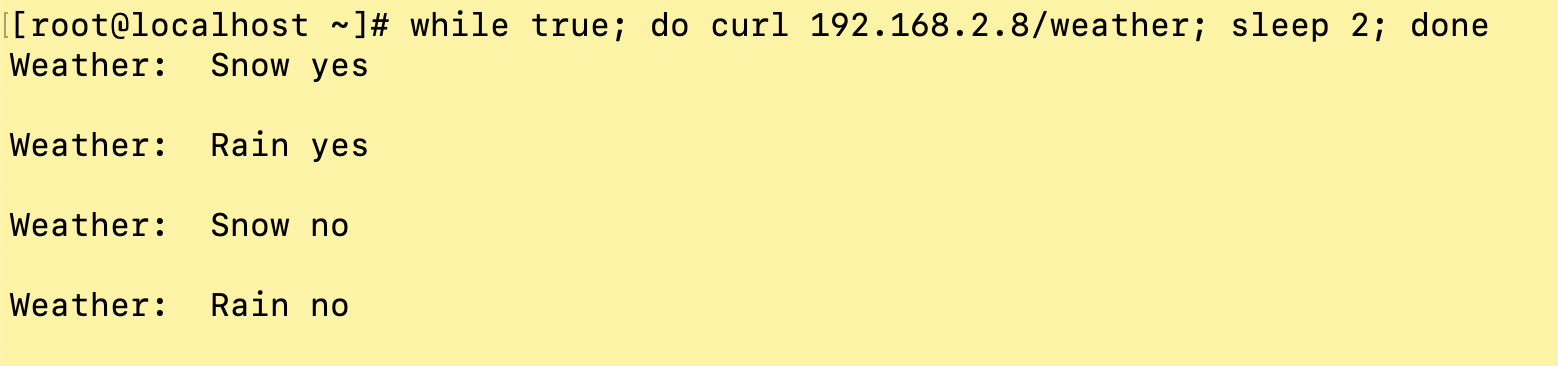 [root@localhost ~]# while true; do curl 192.168.2.8/weather; sleep 2; done
Weather:  Snow yes
Weather:  Rain yes
Weather:  Snow no
Weather:  Rain no